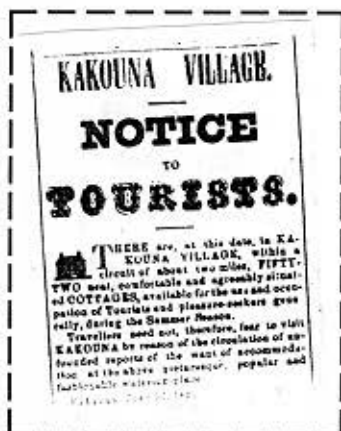 KAKOUNA VILLAGE.
NOTICE
TO
TOURISTS.
THERE are, at this date, in KA-
KOUNA VILLAGE, within a
circuit of about two miles, FIFTY-
TWO neat, comfortable and agreeably situat-
ed COTTAGES, available for the use and occu-
pation of Tourists and pleasure-seekers gene-
rally, during the Summer Season.
Travellers need not, therefore, fear to visit
KAKOUNA by reason of the circulation of un-
founded reports of the want of accommoda-
tion at the above picturesque, popular and
fashionable watering place.